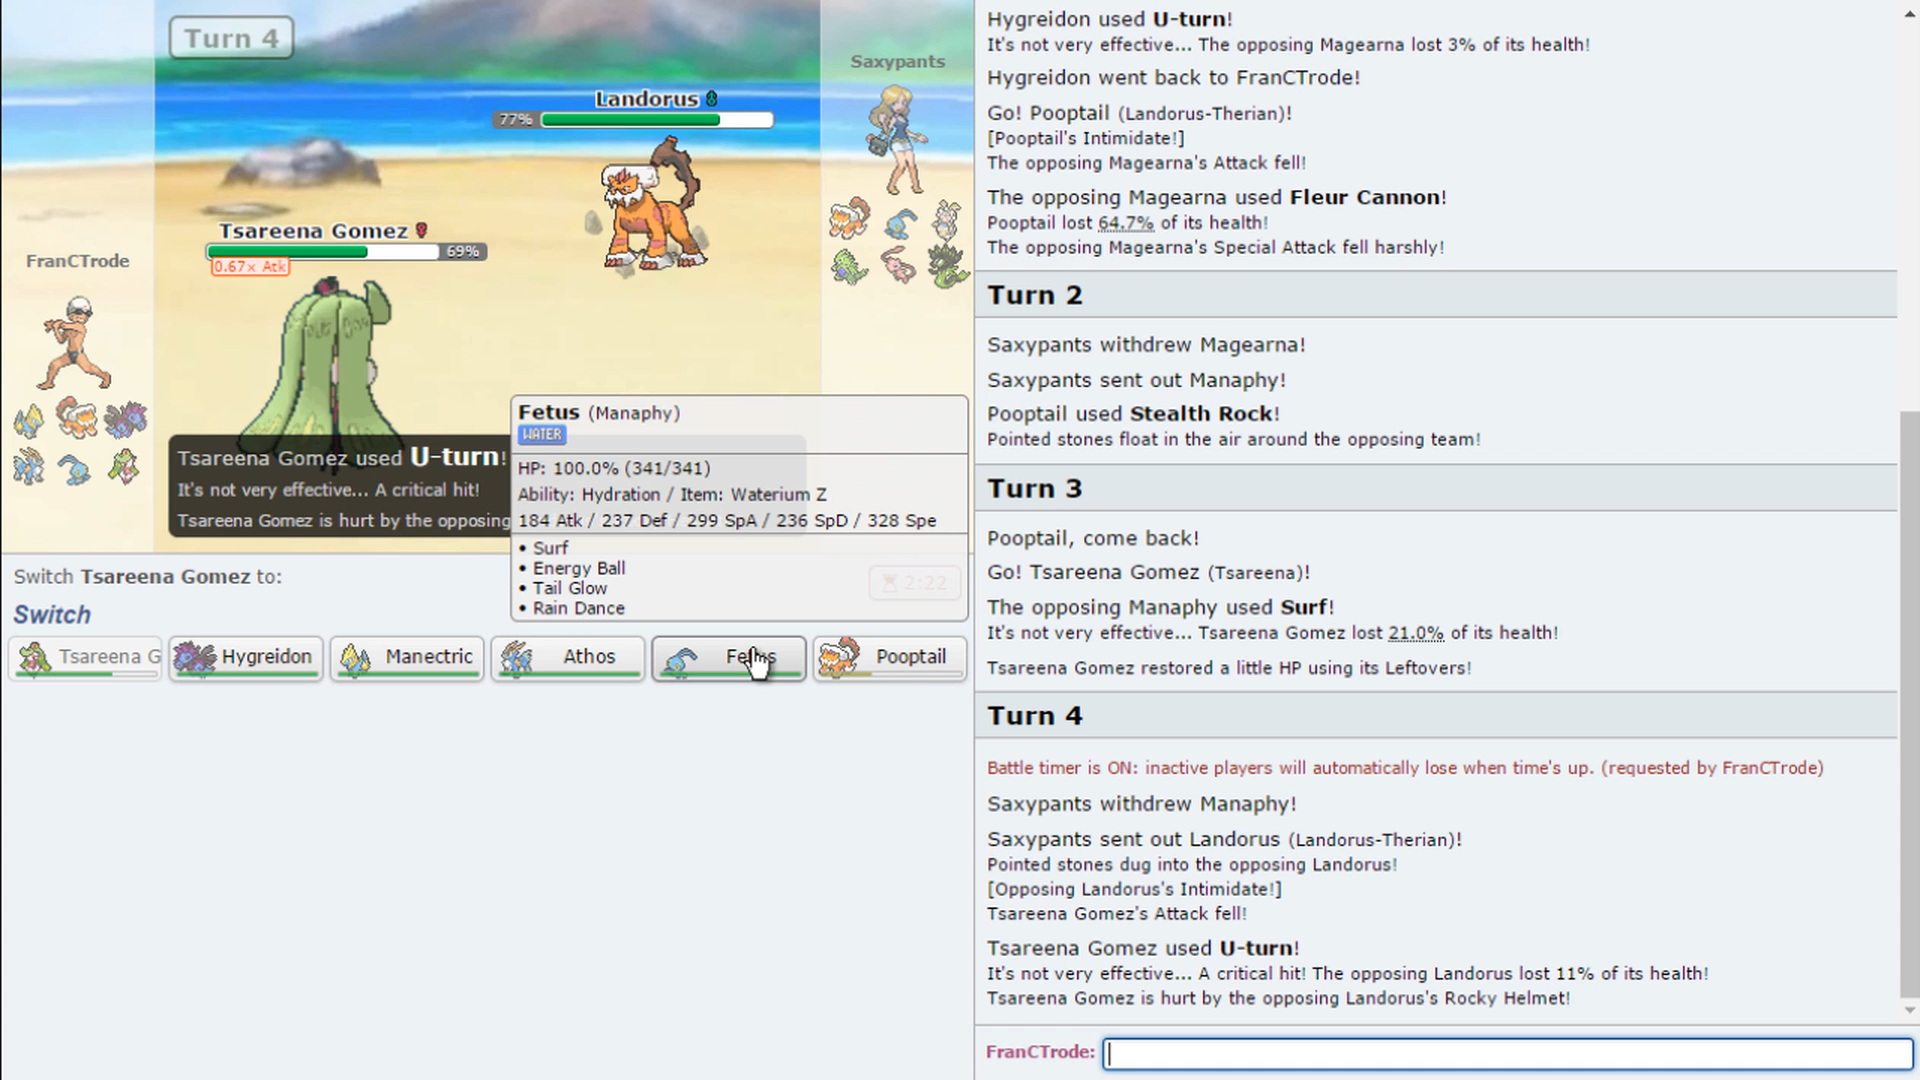 Turn 4
Saxypants
Landorus
77%
Tsareena Gomez
69%
0.67× Atk
FranCTrode
Tsareena Gomez used U-turn!
It's not very effective... A critical hit!
Tsareena Gomez is hurt by the opposing
Fetus (Manaphy)
WATER
HP: 100.0% (341/341)
Ability: Hydration / Item: Waterium Z
184 Atk / 237 Def / 299 SpA / 236 SpD / 328 Spe
• Surf
• Energy Ball
• Tail Glow
• Rain Dance
2:22
Switch Tsareena Gomez to:
Switch
Tsareena G
Hygreidon
Manectric
Athos
Fetus
Pooptail
Hygreidon used U-turn!
It's not very effective... The opposing Magearna lost 3% of its health!
Hygreidon went back to FranCTrode!
Go! Pooptail (Landorus-Therian)!
[Pooptail's Intimidate!]
The opposing Magearna's Attack fell!
The opposing Magearna used Fleur Cannon!
Pooptail lost 64.7% of its health!
The opposing Magearna's Special Attack fell harshly!
Turn 2
Saxypants withdrew Magearna!
Saxypants sent out Manaphy!
Pooptail used Stealth Rock!
Pointed stones float in the air around the opposing team!
Turn 3
Pooptail, come back!
Go! Tsareena Gomez (Tsareena)!
The opposing Manaphy used Surf!
It's not very effective... Tsareena Gomez lost 21.0% of its health!
Tsareena Gomez restored a little HP using its Leftovers!
Turn 4
Battle timer is ON: inactive players will automatically lose when time's up. (requested by FranCTrode)
Saxypants withdrew Manaphy!
Saxypants sent out Landorus (Landorus-Therian)!
Pointed stones dug into the opposing Landorus!
[Opposing Landorus's Intimidate!]
Tsareena Gomez's Attack fell!
Tsareena Gomez used U-turn!
It's not very effective... A critical hit! The opposing Landorus lost 11% of its health!
Tsareena Gomez is hurt by the opposing Landorus's Rocky Helmet!
FranCTrode: